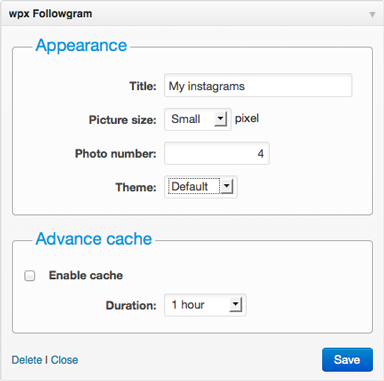 wpx Followgram
Appearance
Title: My instagrams
Picture size: Small pixel
Photo number: 4
Theme: Default
Advance cache
Enable cache
Duration: 1 hour
Delete | Close Save